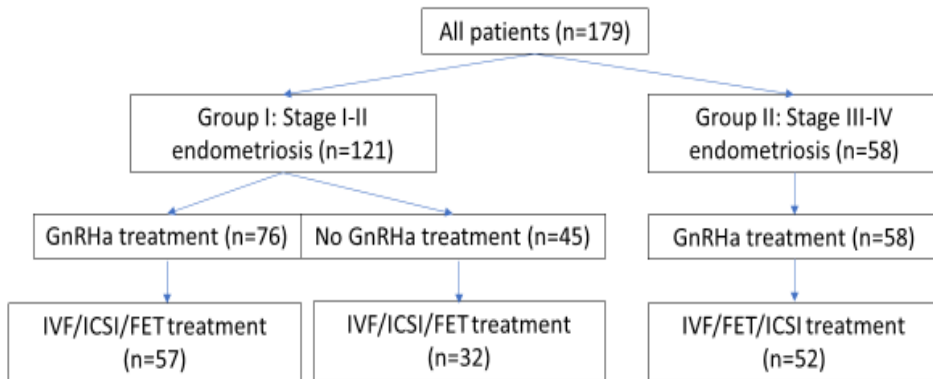 All patients (n=179)
Group I: Stage I-II
endometriosis (n=121)
Group II: Stage III-IV
endometriosis (n=58)
GnRHa treatment (n=76)
No GnRHa treatment (n=45)
GnRHa treatment (n=58)
IVF/ICSI/FET treatment
(n=57)
IVF/ICSI/FET treatment
(n=32)
IVF/FET/ICSI treatment
(n=52)